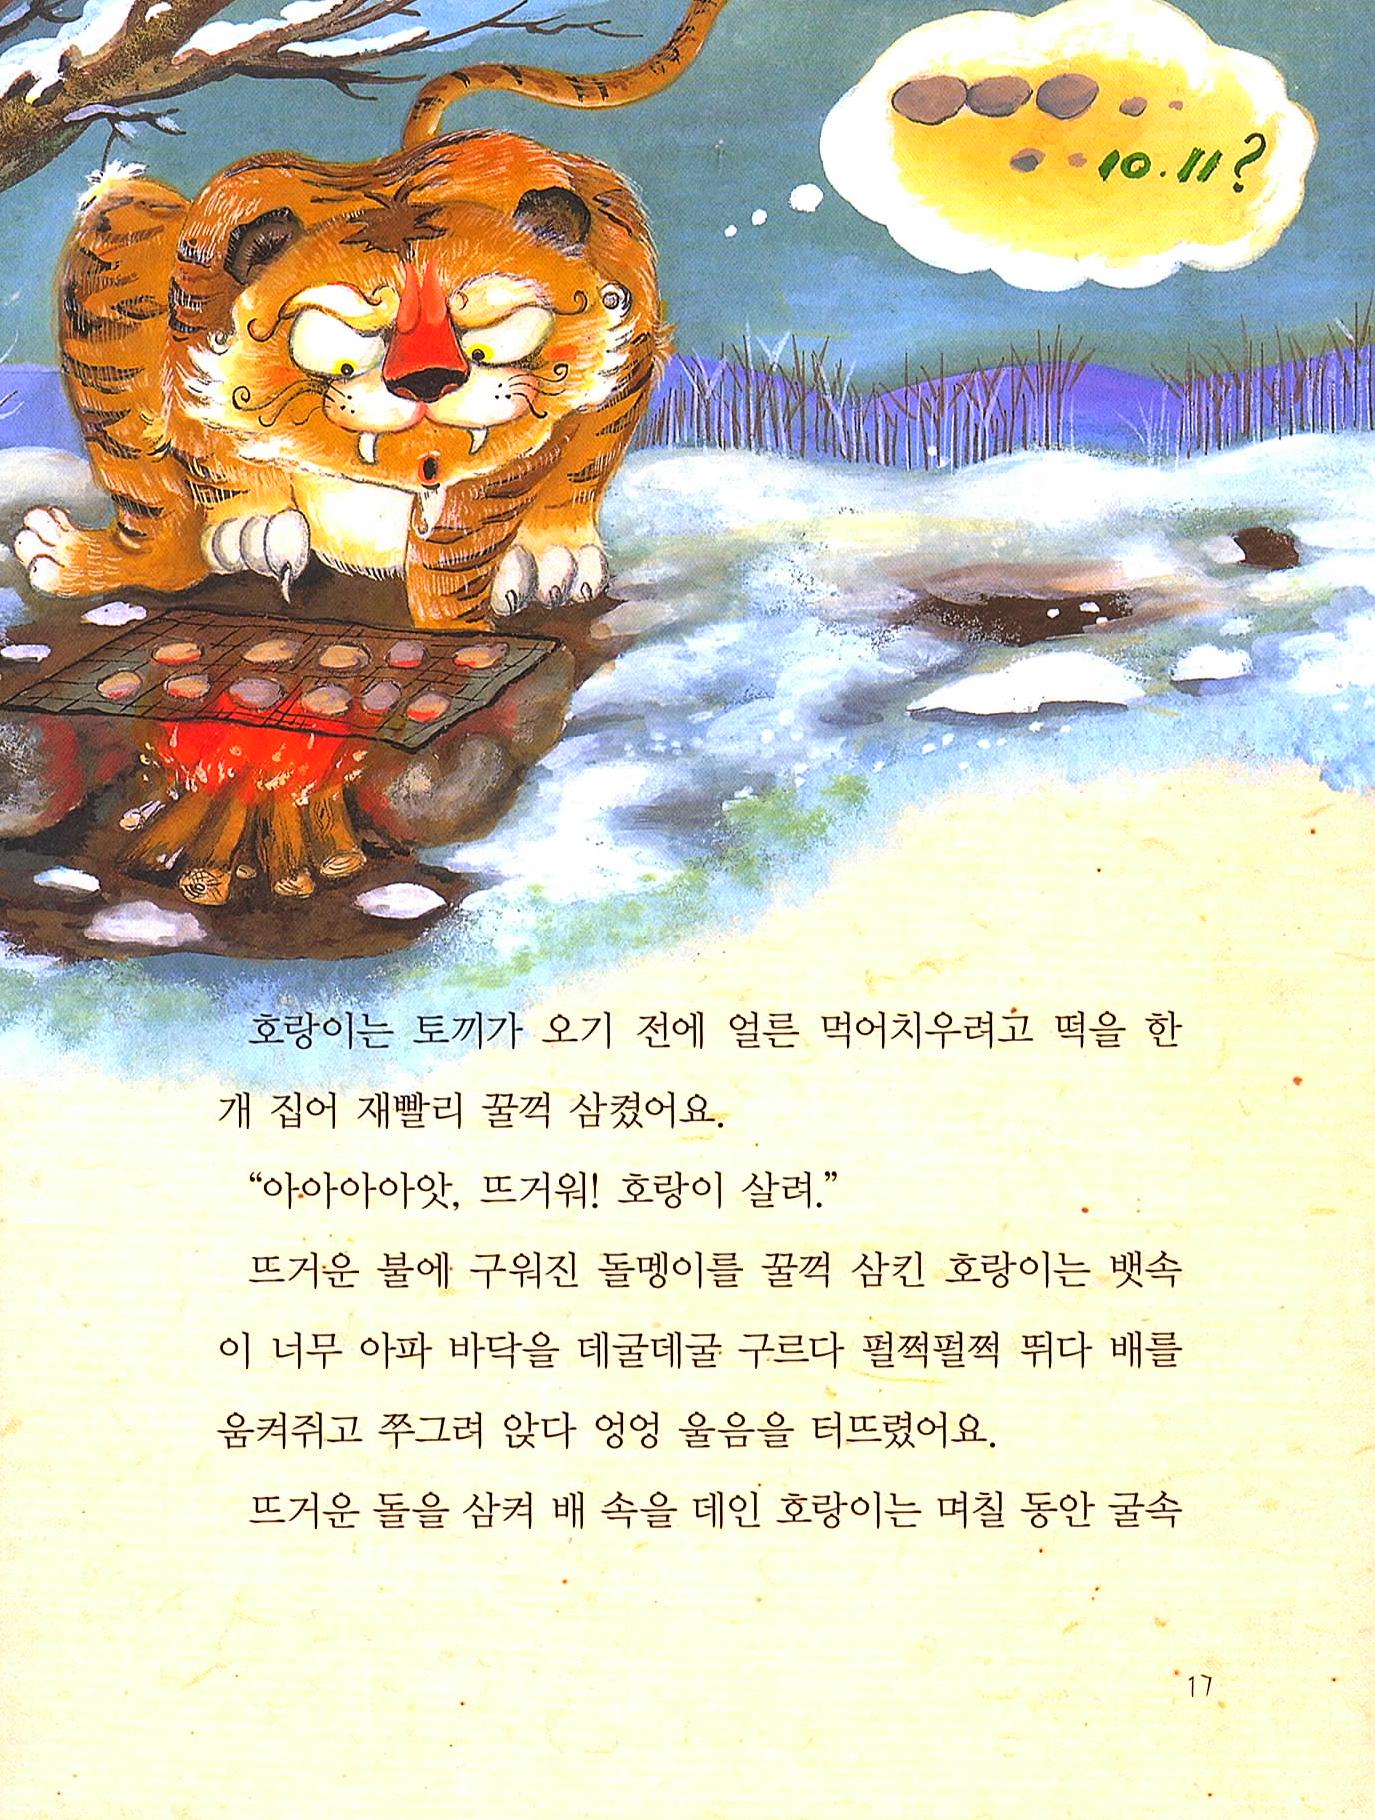 10.11?
호랑이는 토끼가 오기 전에 얼른 먹어치우려고 떡을 한
개 집어 재빨리 꿀꺽 삼켰어요.
“아아아아앗, 뜨거워! 호랑이 살려.”
뜨거운 불에 구워진 돌멩이를 꿀꺽 삼킨 호랑이는 뱃속
이 너무 아파 바닥을 데굴데굴 구르다 펄쩍펄쩍 뛰다 배를
움켜쥐고 쭈그려 앉다 엉엉 울음을 터뜨렸어요.
뜨거운 돌을 삼켜 배 속을 데인 호랑이는 며칠 동안 굴속
17